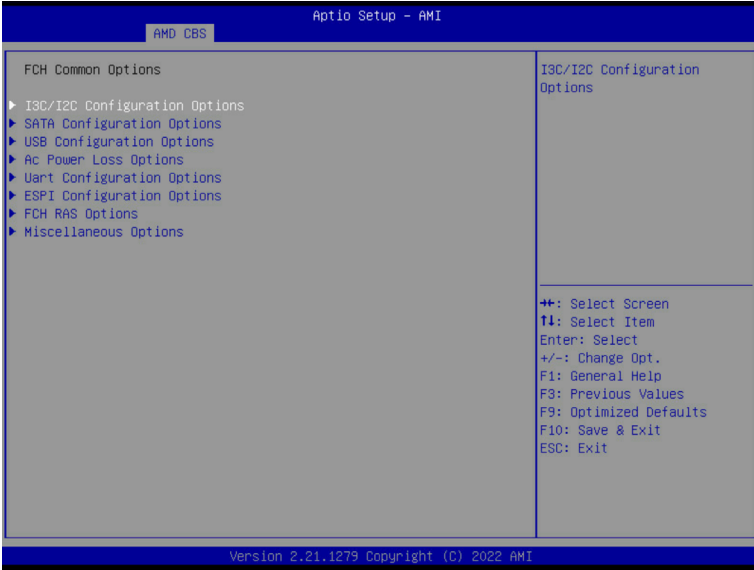 Aptio Setup – AMI
AMD CBS
FCH Common Options
I3C/I2C Configuration Options
SATA Configuration Options
USB Configuration Options
Ac Power Loss Options
Uart Configuration Options
ESPI Configuration Options
FCH RAS Options
Miscellaneous Options
I3C/I2C Configuration
Options
→←: Select Screen
↑↓: Select Item
Enter: Select
+/-: Change Opt.
F1: General Help
F3: Previous Values
F9: Optimized Defaults
F10: Save & Exit
ESC: Exit
Version 2.21.1279 Copyright (C) 2022 AMI